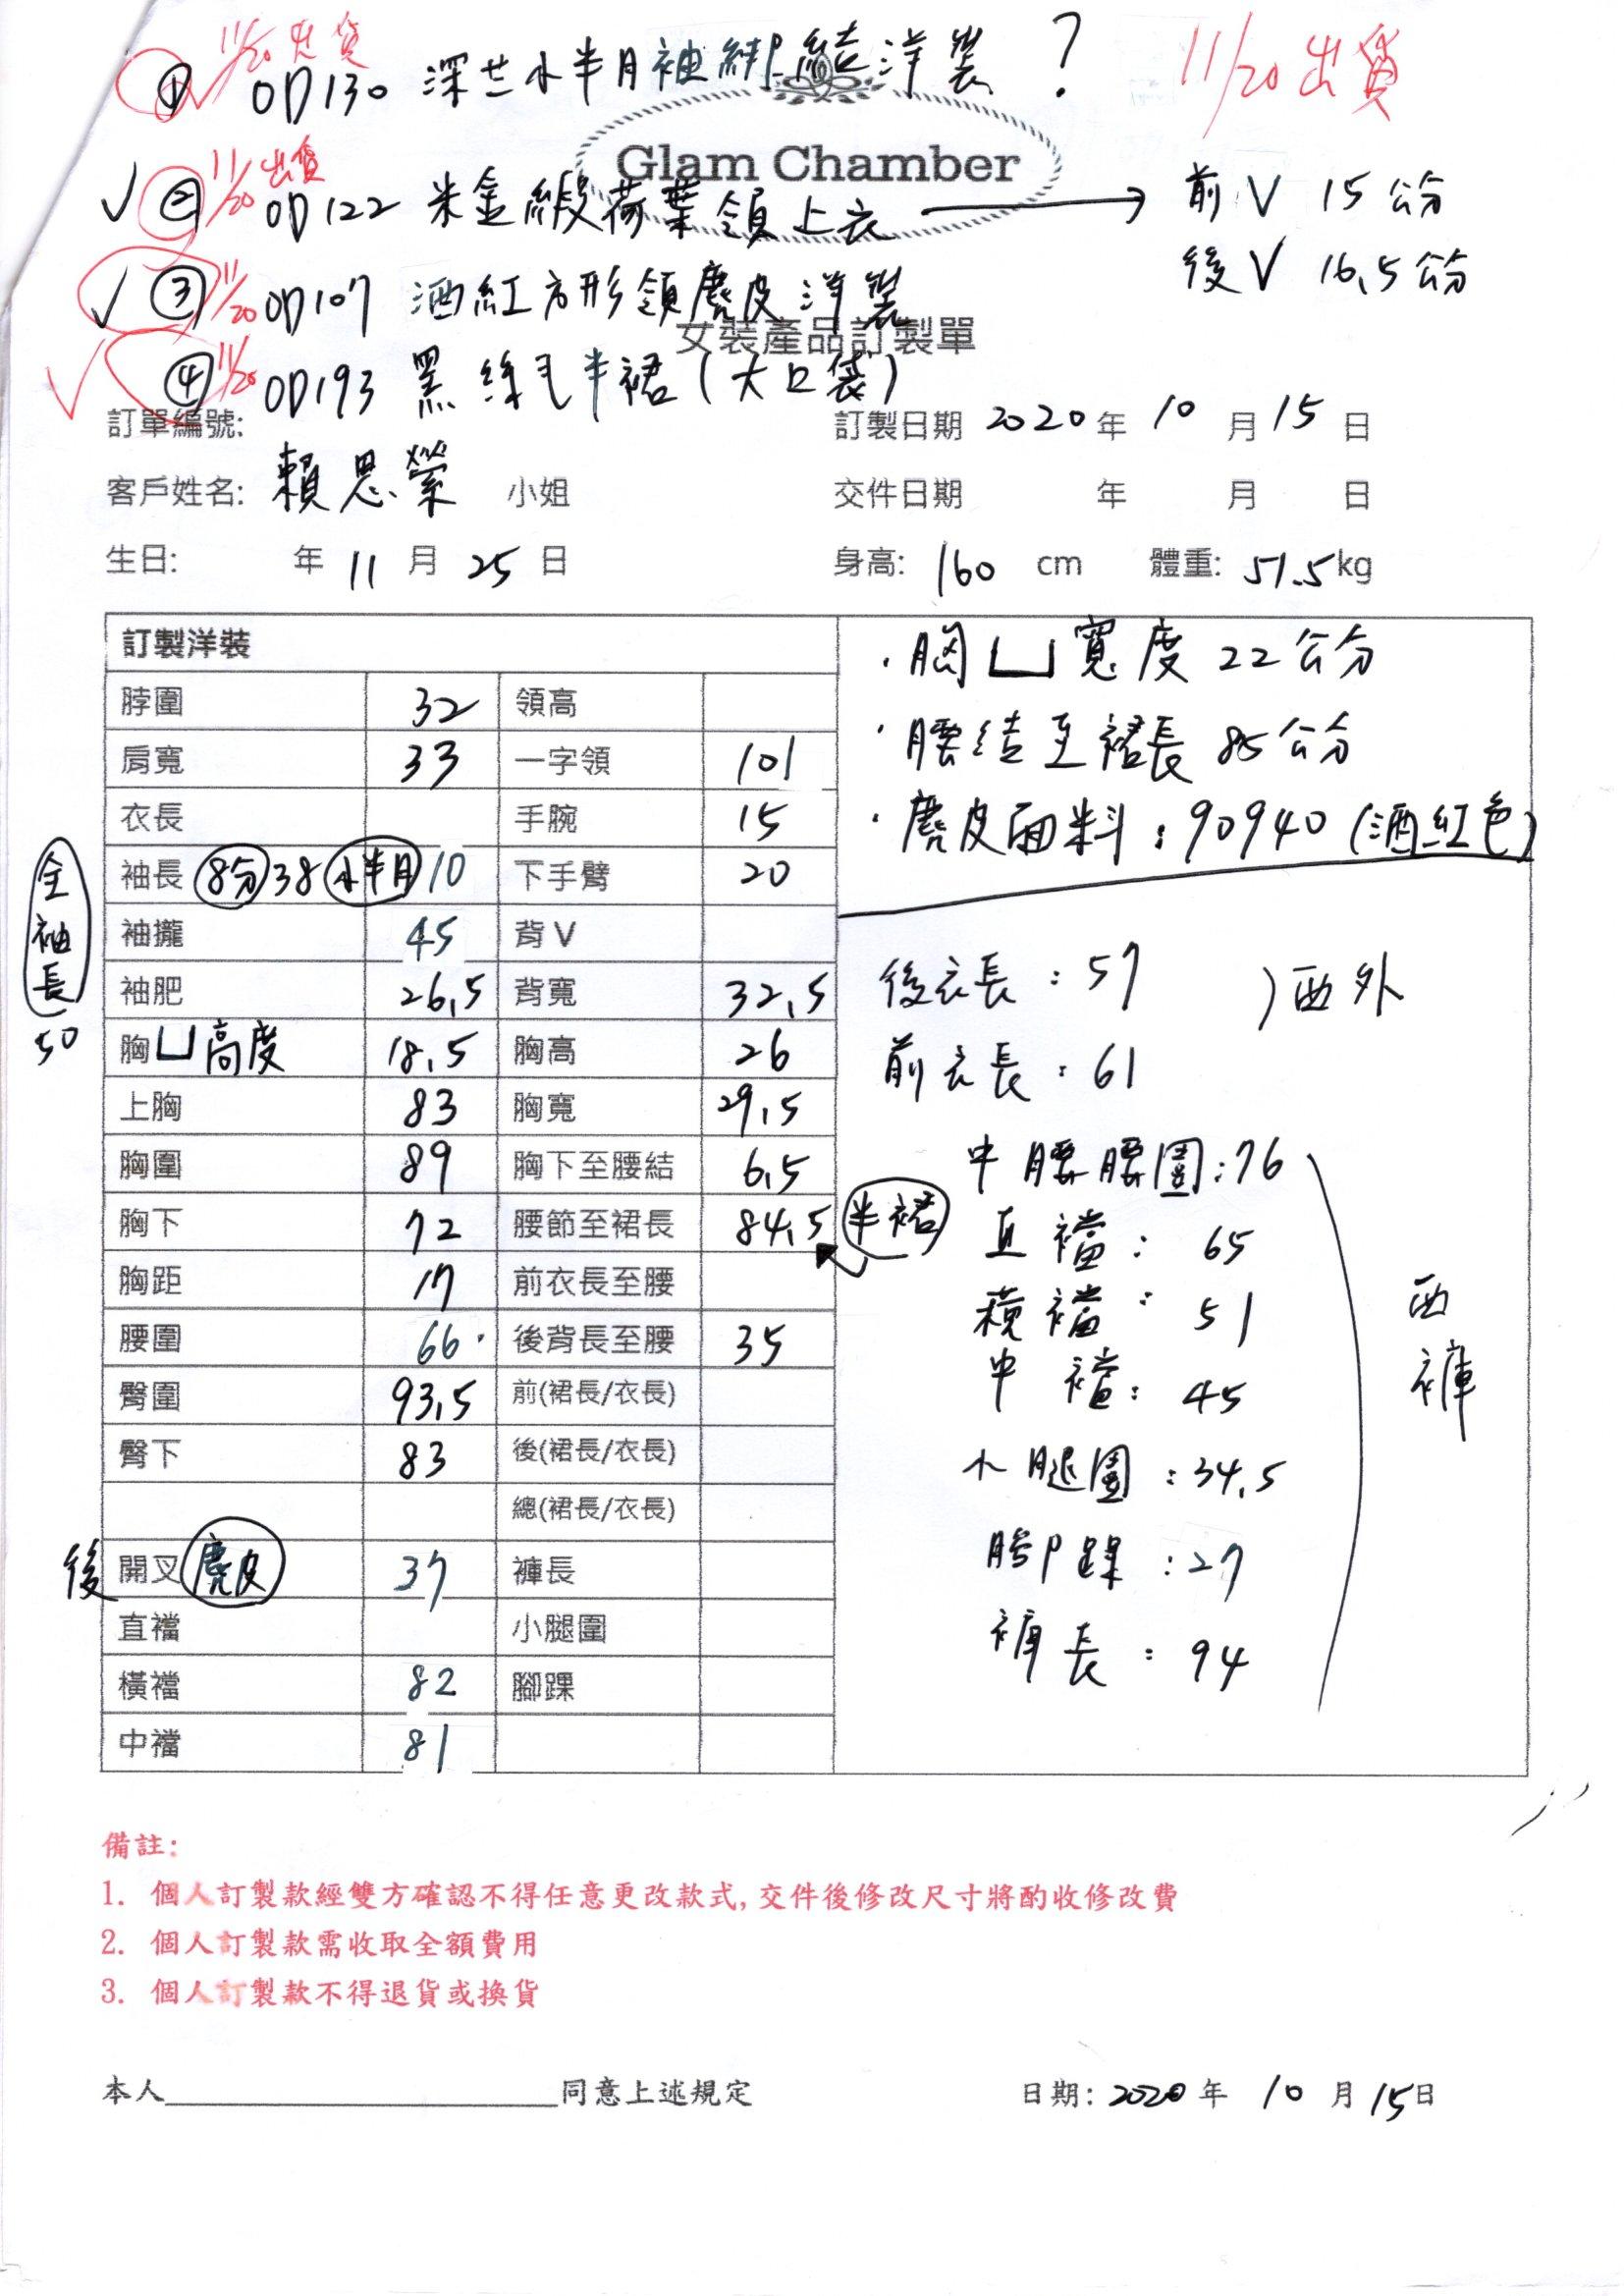 11/20 出貨
① OD130 深芷小半月袖綁結洋裝 ? 11/20 出貨
Glam Chamber
✓ ② 11/20 出貨 OD122 米金緞荷葉領上衣 → 前V 15公分
後V 16.5公分
✓ ③ 11/20 OD107 酒紅方形領麂皮洋裝
女裝產品訂製單
✓ ④ 11/20 OD193 黑絲毛半裙(大口袋)
訂單編號: 訂製日期 2020 年 10 月 15 日
客戶姓名: 賴思縈 小姐 交件日期 年 月 日
生日: 年 11 月 25 日 身高: 160 cm 體重: 51.5 kg
訂製洋裝
脖圍 32 領高
肩寬 33 一字領 101
衣長 手腕 15
袖長 8分 38 小半月 10 下手臂 20
袖攏 45 背V
袖肥 26.5 背寬 32.5
胸凵高度 18.5 胸高 26
上胸 83 胸寬 29.5
胸圍 89 胸下至腰結 6.5
胸下 72 腰節至裙長 84.5 半裙
胸距 17 前衣長至腰
腰圍 66. 後背長至腰 35
臀圍 93.5 前(裙長/衣長)
臀下 83 後(裙長/衣長)
總(裙長/衣長)
後 開叉 麂皮 37 褲長
直襠 小腿圍
橫襠 82 腳踝
中襠 81
全袖長 50
.胸凵寬度 22公分
.腰結至裙長 85公分
.麂皮面料:90940(酒紅色)
後衣長:57 ) 西外
前衣長:61
中腰腰圍:76
直襠: 65
橫襠: 51
中襠: 45
小腿圍:34.5
腳踝:27
褲長:94
西褲
備註:
1. 個人訂製款經雙方確認不得任意更改款式,交件後修改尺寸將酌收修改費
2. 個人訂製款需收取全額費用
3. 個人訂製款不得退貨或換貨
本人____________________同意上述規定 日期: 2020 年 10 月 15 日